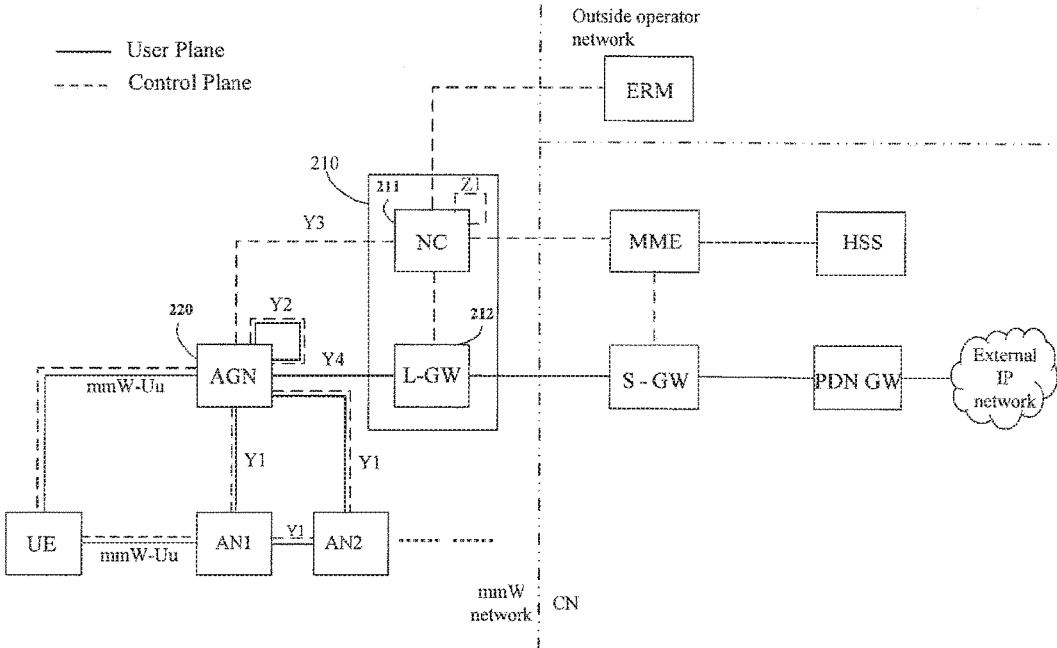 Outside operator
network
User Plane
Control Plane
ERM
210
211
Z1
NC
MME
HSS
Y3
220
Y2
212
AGN
Y4
L-GW
S - GW
PDN GW
External
IP
network
mmW-Uu
Y1
Y1
UE
mmW-Uu
AN1
Y1
AN2
mmW
network
CN